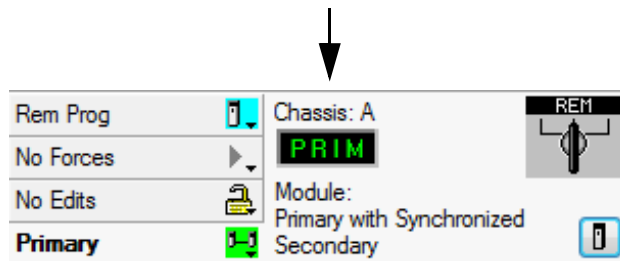 Rem Prog
No Forces
No Edits
Primary
Chassis: A
PRIM
Module:
Primary with Synchronized
Secondary
REM